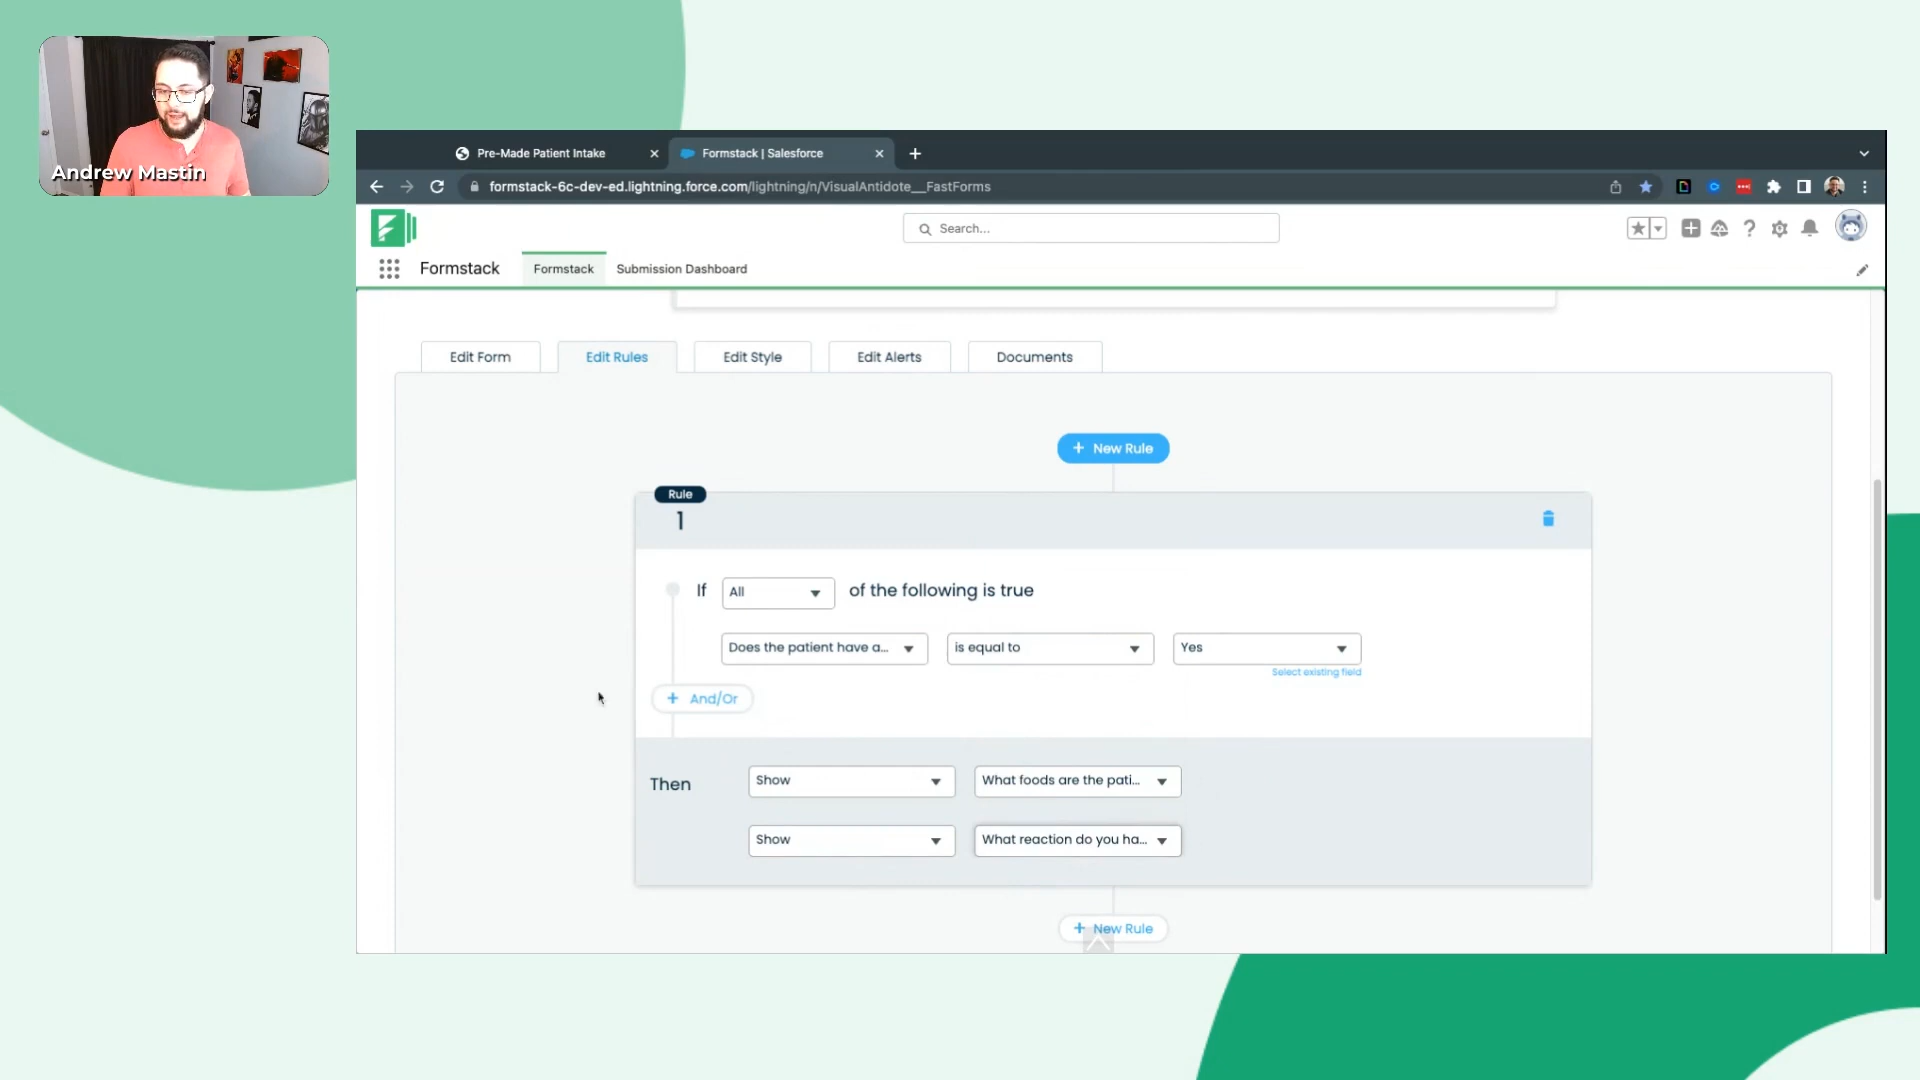 Andrew Mastin
Pre-Made Patient Intake
Formstack | Salesforce
formstack-6c-dev-ed.lightning.force.com/lightning/n/VisualAntidote__FastForms
Search...
Formstack
Formstack
Submission Dashboard
Edit Form
Edit Rules
Edit Style
Edit Alerts
Documents
+ New Rule
Rule
1
If All of the following is true
Does the patient have a... is equal to Yes
Select existing field
+ And/Or
Then Show What foods are the pati...
Show What reaction do you ha...
+ New Rule